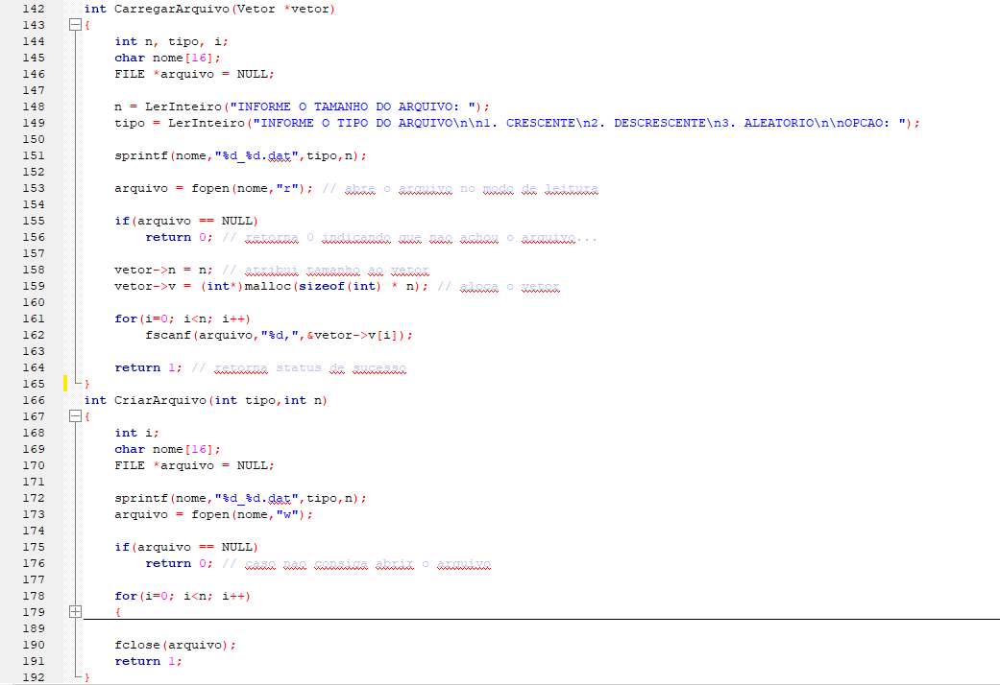 142 int CarregarArquivo(Vetor *vetor)
143 {
144 int n, tipo, i;
145 char nome[16];
146 FILE *arquivo = NULL;
147
148 n = LerInteiro("INFORME O TAMANHO DO ARQUIVO: ");
149 tipo = LerInteiro("INFORME O TIPO DO ARQUIVO\n\n1. CRESCENTE\n2. DESCRESCENTE\n3. ALEATORIO\n\nOPCAO: ");
150
151 sprintf(nome,"%d_%d.dat",tipo,n);
152
153 arquivo = fopen(nome,"r"); // abre o arquivo no modo de leitura
154
155 if(arquivo == NULL)
156 return 0; // retorna 0 indicando que nao achou o arquivo...
157
158 vetor->n = n; // atribui tamanho ao vetor
159 vetor->v = (int*)malloc(sizeof(int) * n); // aloca o vetor
160
161 for(i=0; i<n; i++)
162 fscanf(arquivo,"%d,",&vetor->v[i]);
163
164 return 1; // retorna status de sucesso
165 }
166 int CriarArquivo(int tipo,int n)
167 {
168 int i;
169 char nome[16];
170 FILE *arquivo = NULL;
171
172 sprintf(nome,"%d_%d.dat",tipo,n);
173 arquivo = fopen(nome,"w");
174
175 if(arquivo == NULL)
176 return 0; // caso nao consiga abrir o arquivo
177
178 for(i=0; i<n; i++)
179 {
189
190 fclose(arquivo);
191 return 1;
192 }